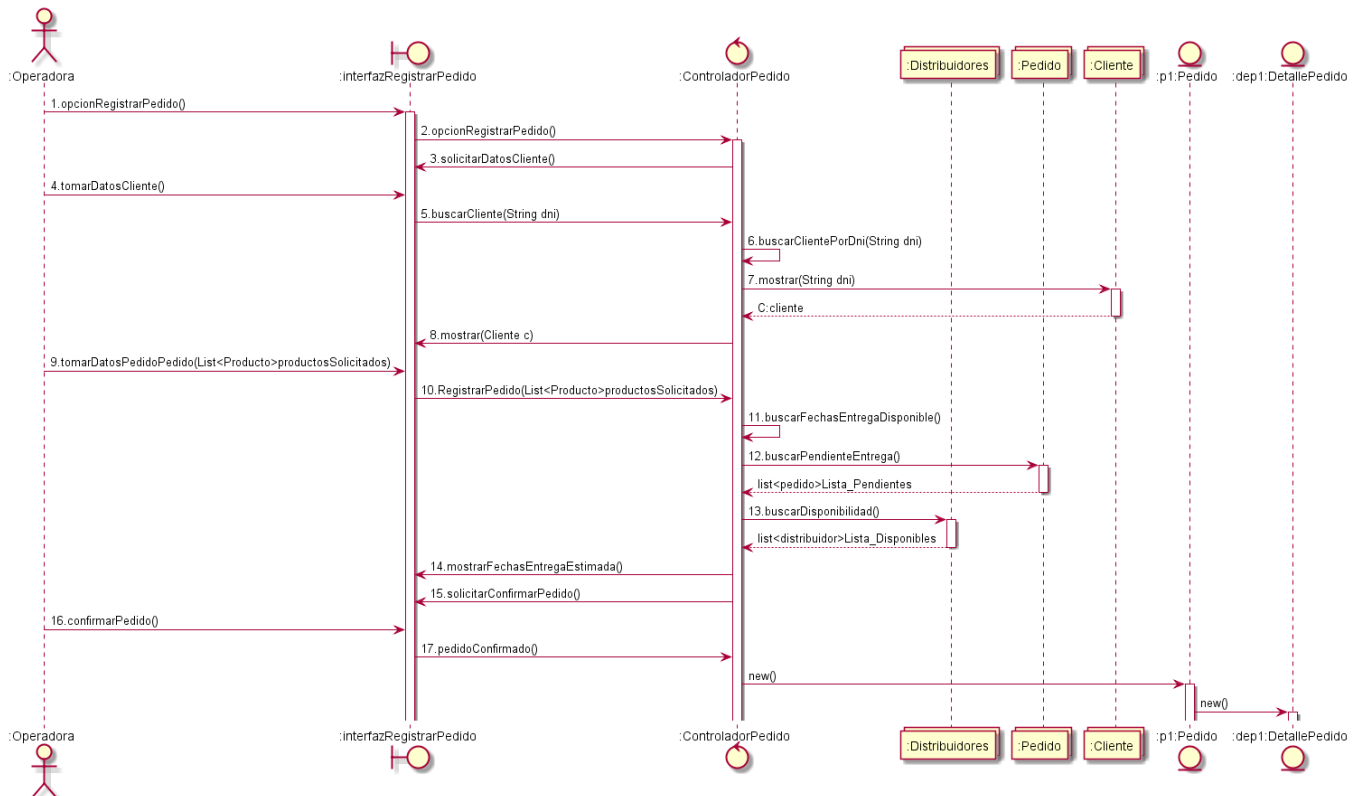 :Operadora
:interfazRegistrarPedido
:ControladorPedido
:Distribuidores
:Pedido
:Cliente
:p1:Pedido
:dep1:DetallePedido
1.opcionRegistrarPedido()
2.opcionRegistrarPedido()
3.solicitarDatosCliente()
4.tomarDatosCliente()
5.buscarCliente(String dni)
6.buscarClientePorDni(String dni)
7.mostrar(String dni)
C:cliente
8.mostrar(Cliente c)
9.tomarDatosPedidoPedido(List<Producto>productosSolicitados)
10.RegistrarPedido(List<Producto>productosSolicitados)
11.buscarFechasEntregaDisponible()
12.buscarPendienteEntrega()
list<pedido>Lista_Pendientes
13.buscarDisponibilidad()
list<distribuidor>Lista_Disponibles
14.mostrarFechasEntregaEstimada()
15.solicitarConfirmarPedido()
16.confirmarPedido()
17.pedidoConfirmado()
new()
new()
:Operadora
:interfazRegistrarPedido
:ControladorPedido
:Distribuidores
:Pedido
:Cliente
:p1:Pedido
:dep1:DetallePedido